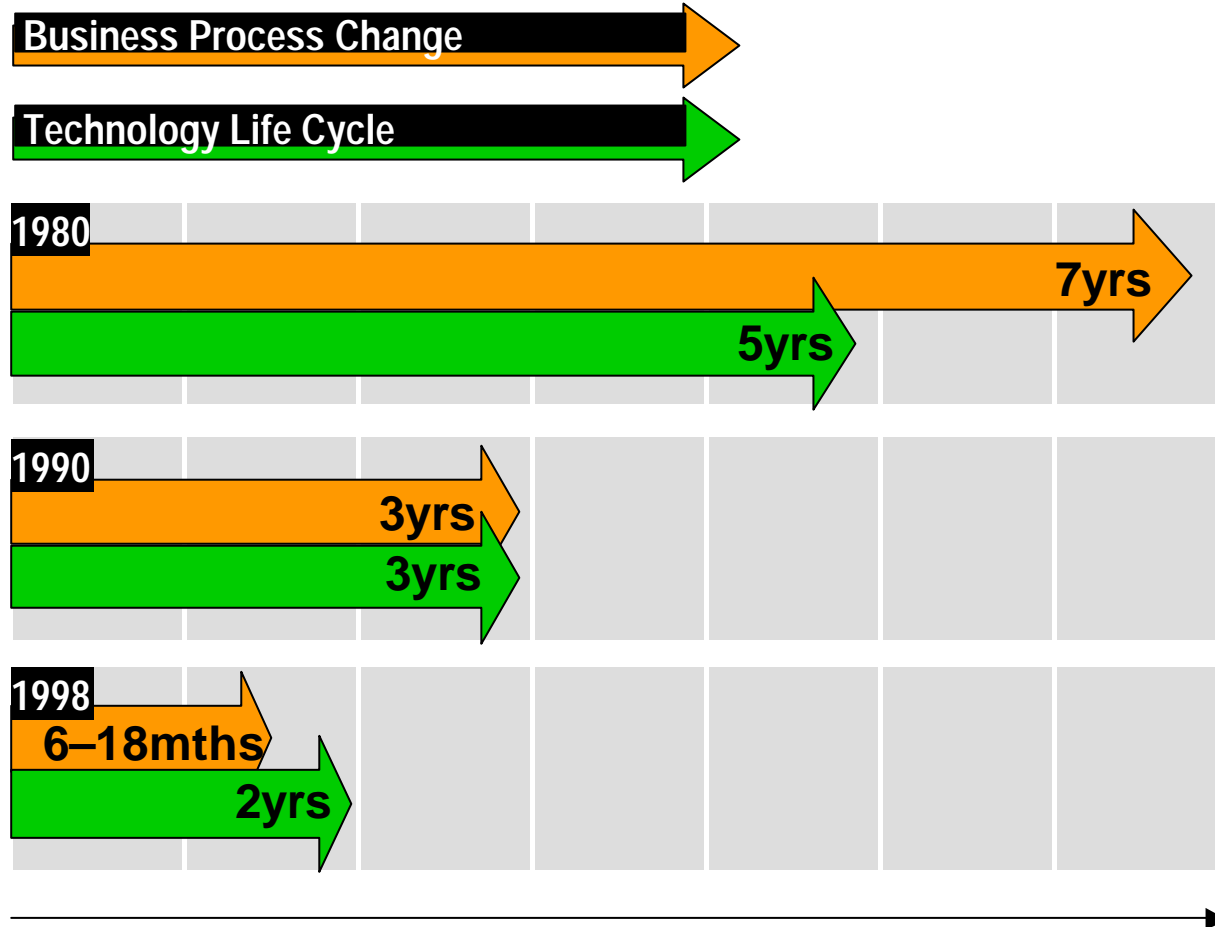 Business Process Change
Technology Life Cycle
1980
7yrs
5yrs
1990
3yrs
3yrs
1998
6–18mths
2yrs